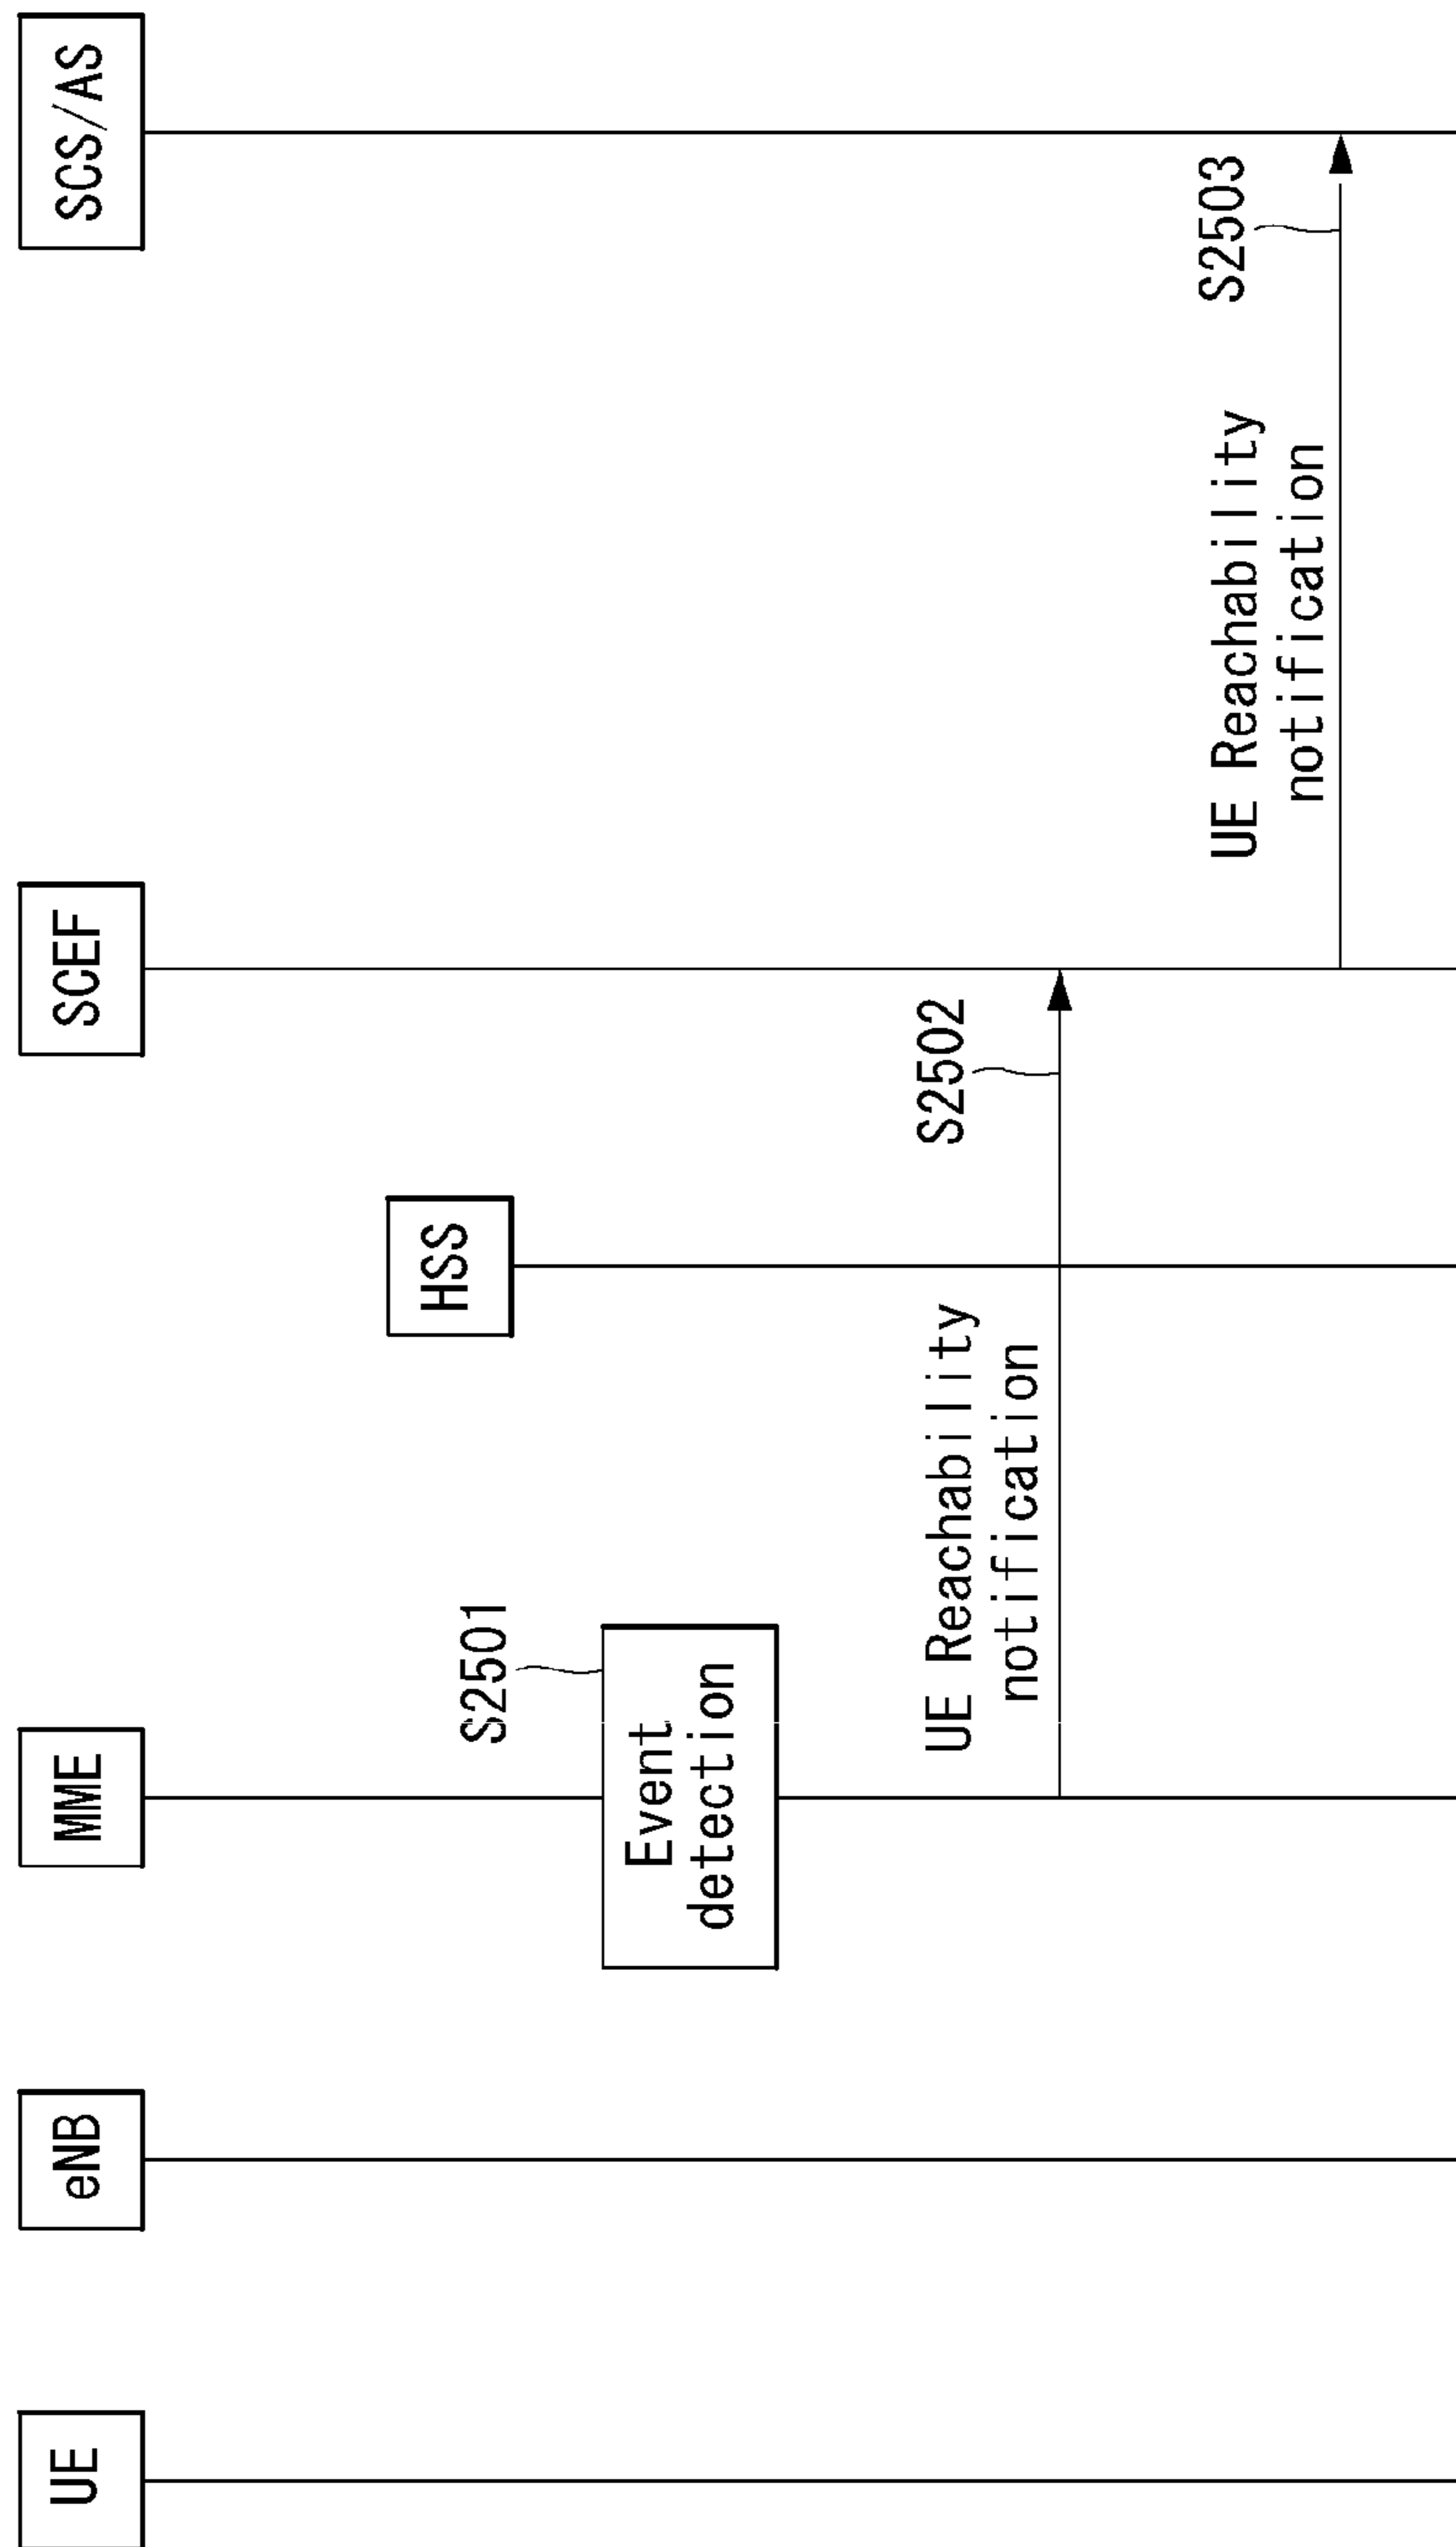 UE
eNB
MME
SCEF
SCS/AS
HSS
S2501
Event
detection
UE Reachability
notification
S2502
UE Reachability
notification
S2503